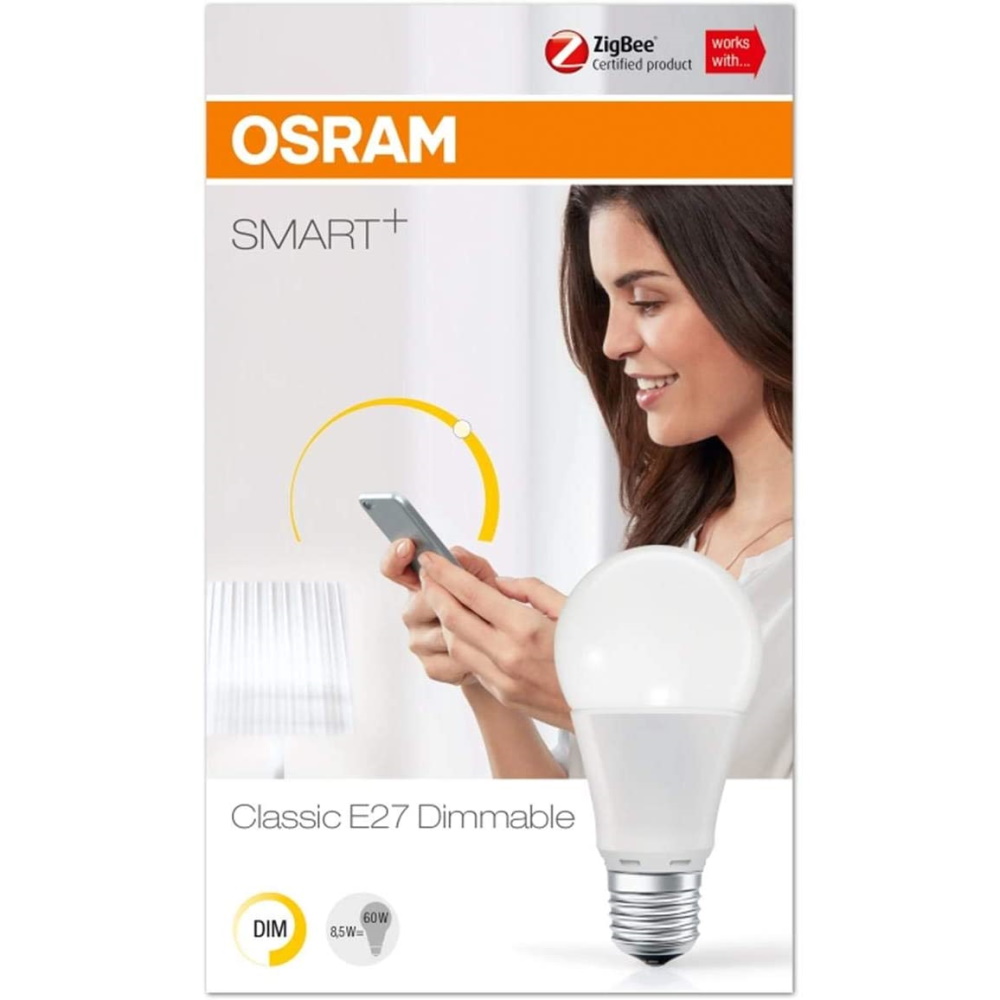 ZigBee®
Certified product
works
with...
OSRAM
SMART+
Classic E27 Dimmable
DIM
8,5W=
60W